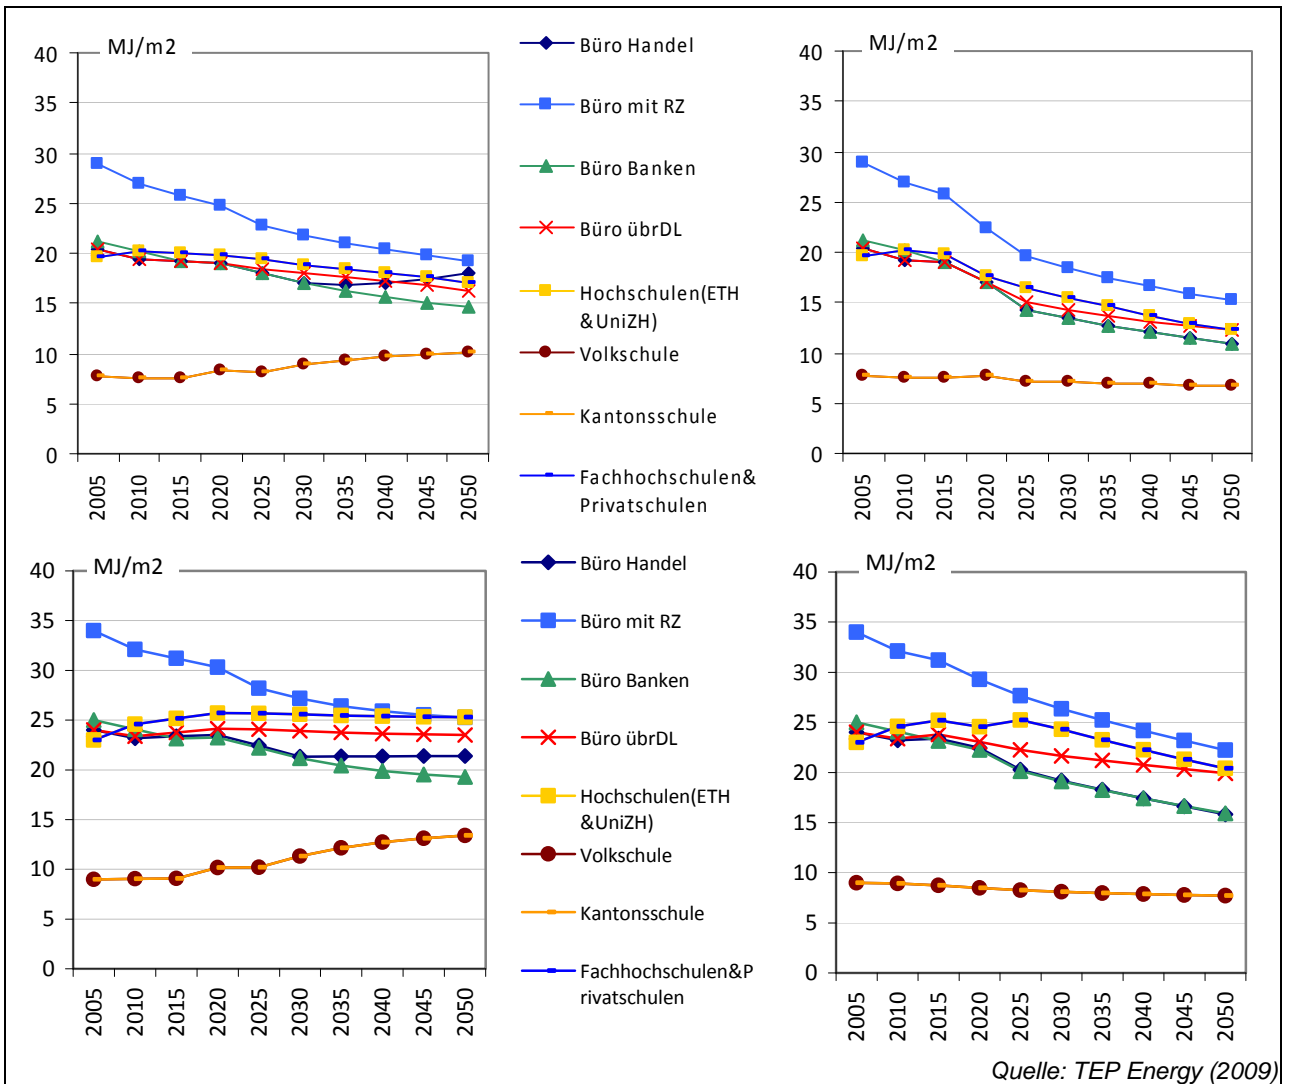 MJ/m2
40
35
30
25
20
15
10
5
0
2005 2010 2015 2020 2025 2030 2035 2040 2045 2050
Büro Handel
Büro mit RZ
Büro Banken
Büro übrDL
Hochschulen(ETH
&UniZH)
Volkschule
Kantonsschule
Fachhochschulen&
Privatschulen
MJ/m2
40
35
30
25
20
15
10
5
0
2005 2010 2015 2020 2025 2030 2035 2040 2045 2050
MJ/m2
40
35
30
25
20
15
10
5
0
2005 2010 2015 2020 2025 2030 2035 2040 2045 2050
Büro Handel
Büro mit RZ
Büro Banken
Büro übrDL
Hochschulen(ETH
&UniZH)
Volkschule
Kantonsschule
Fachhochschulen&P
rivatschulen
MJ/m2
40
35
30
25
20
15
10
5
0
2005 2010 2015 2020 2025 2030 2035 2040 2045 2050
Quelle: TEP Energy (2009)